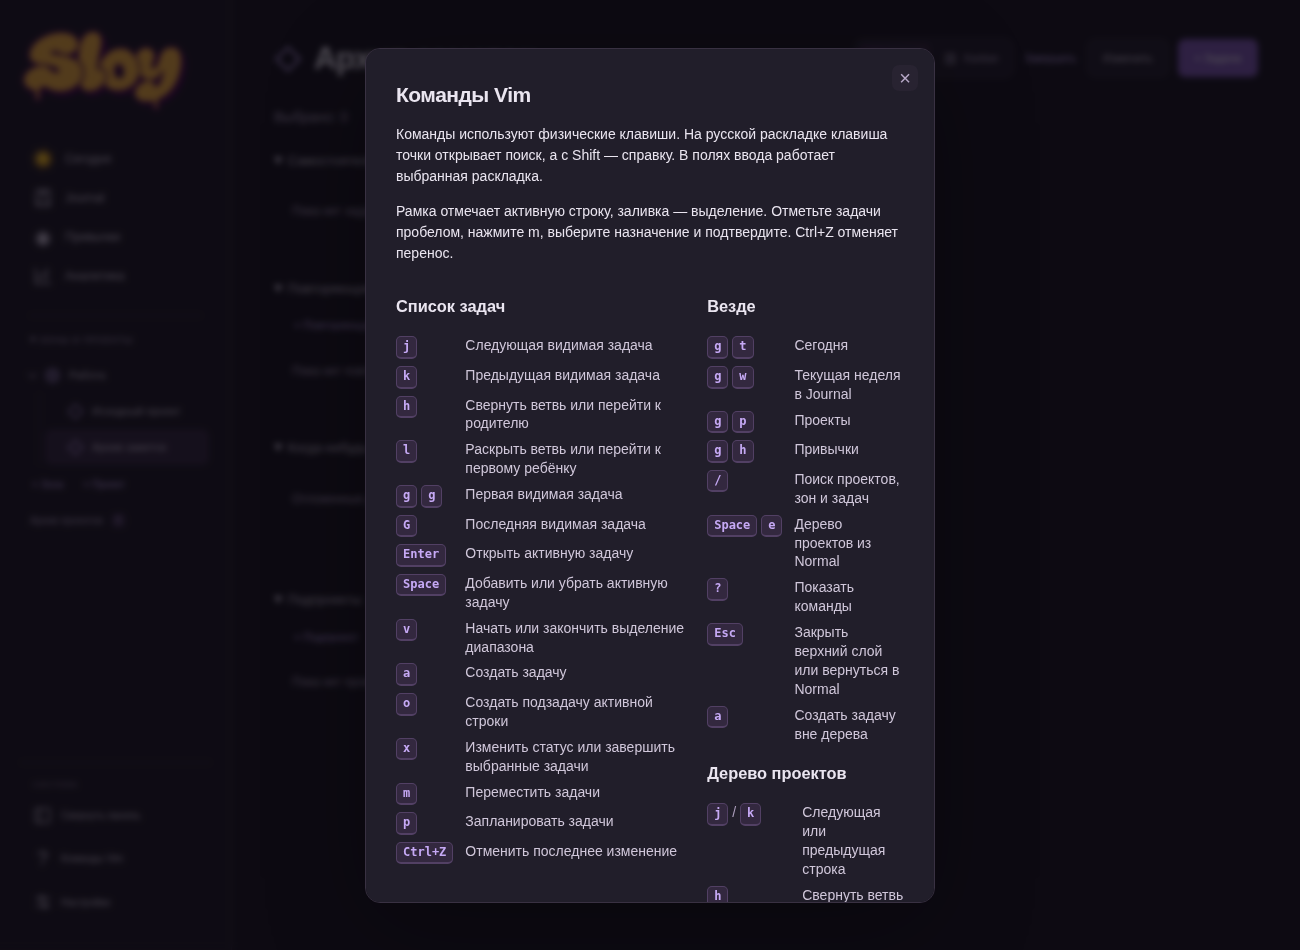 Sloy
Арх
Команды Vim
Команды используют физические клавиши. На русской раскладке клавиша
точки открывает поиск, а с Shift — справку. В полях ввода работает
выбранная раскладка.
Рамка отмечает активную строку, заливка — выделение. Отметьте задачи
пробелом, нажмите m, выберите назначение и подтвердите. Ctrl+Z отменяет
перенос.
Список задач
j Следующая видимая задача
k Предыдущая видимая задача
h Свернуть ветвь или перейти к
родителю
l Раскрыть ветвь или перейти к
первому ребёнку
g g Первая видимая задача
G Последняя видимая задача
Enter Открыть активную задачу
Space Добавить или убрать активную
задачу
v Начать или закончить выделение
диапазона
a Создать задачу
o Создать подзадачу активной
строки
x Изменить статус или завершить
выбранные задачи
m Переместить задачи
p Запланировать задачи
Ctrl+Z Отменить последнее изменение
Везде
g t Сегодня
g w Текущая неделя
в Journal
g p Проекты
g h Привычки
/ Поиск проектов,
зон и задач
Space e Дерево
проектов из
Normal
? Показать
команды
Esc Закрыть
верхний слой
или вернуться в
Normal
a Создать задачу
вне дерева
Дерево проектов
j / k Следующая
или
предыдущая
строка
h Свернуть ветвь